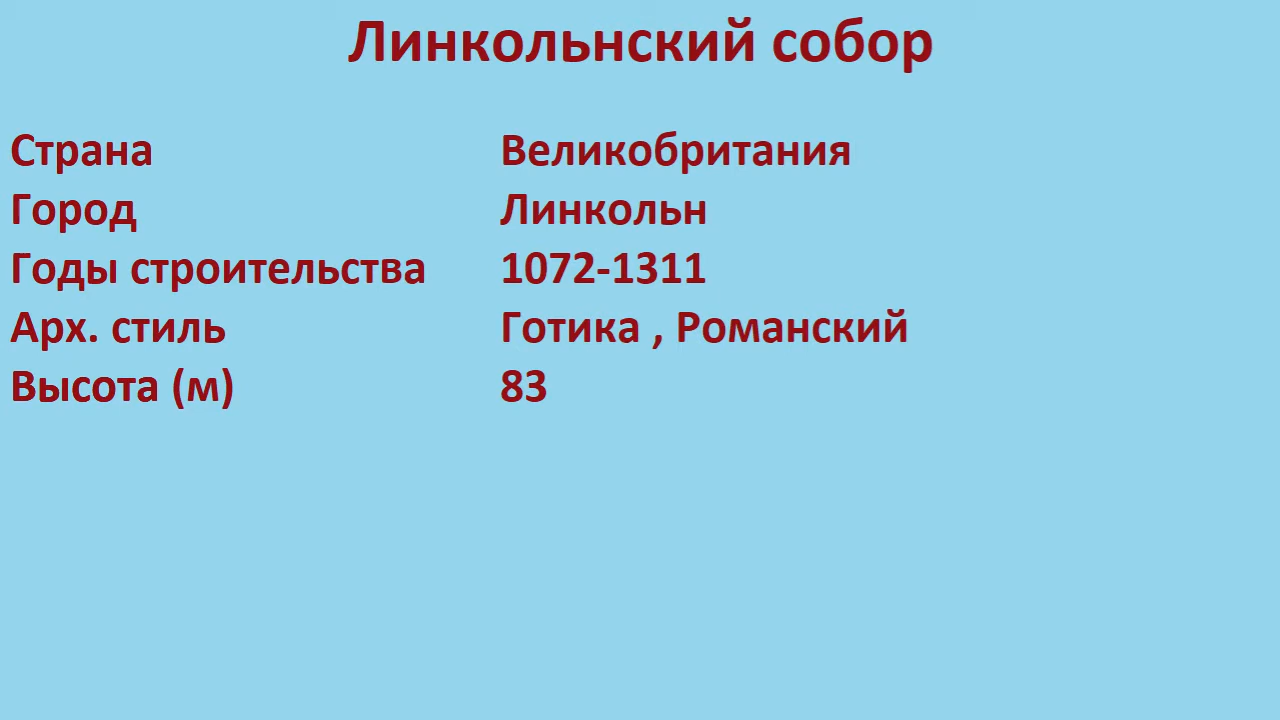 Линкольнский собор
Страна Великобритания
Город Линкольн
Годы строительства 1072-1311
Арх. стиль Готика , Романский
Высота (м) 83